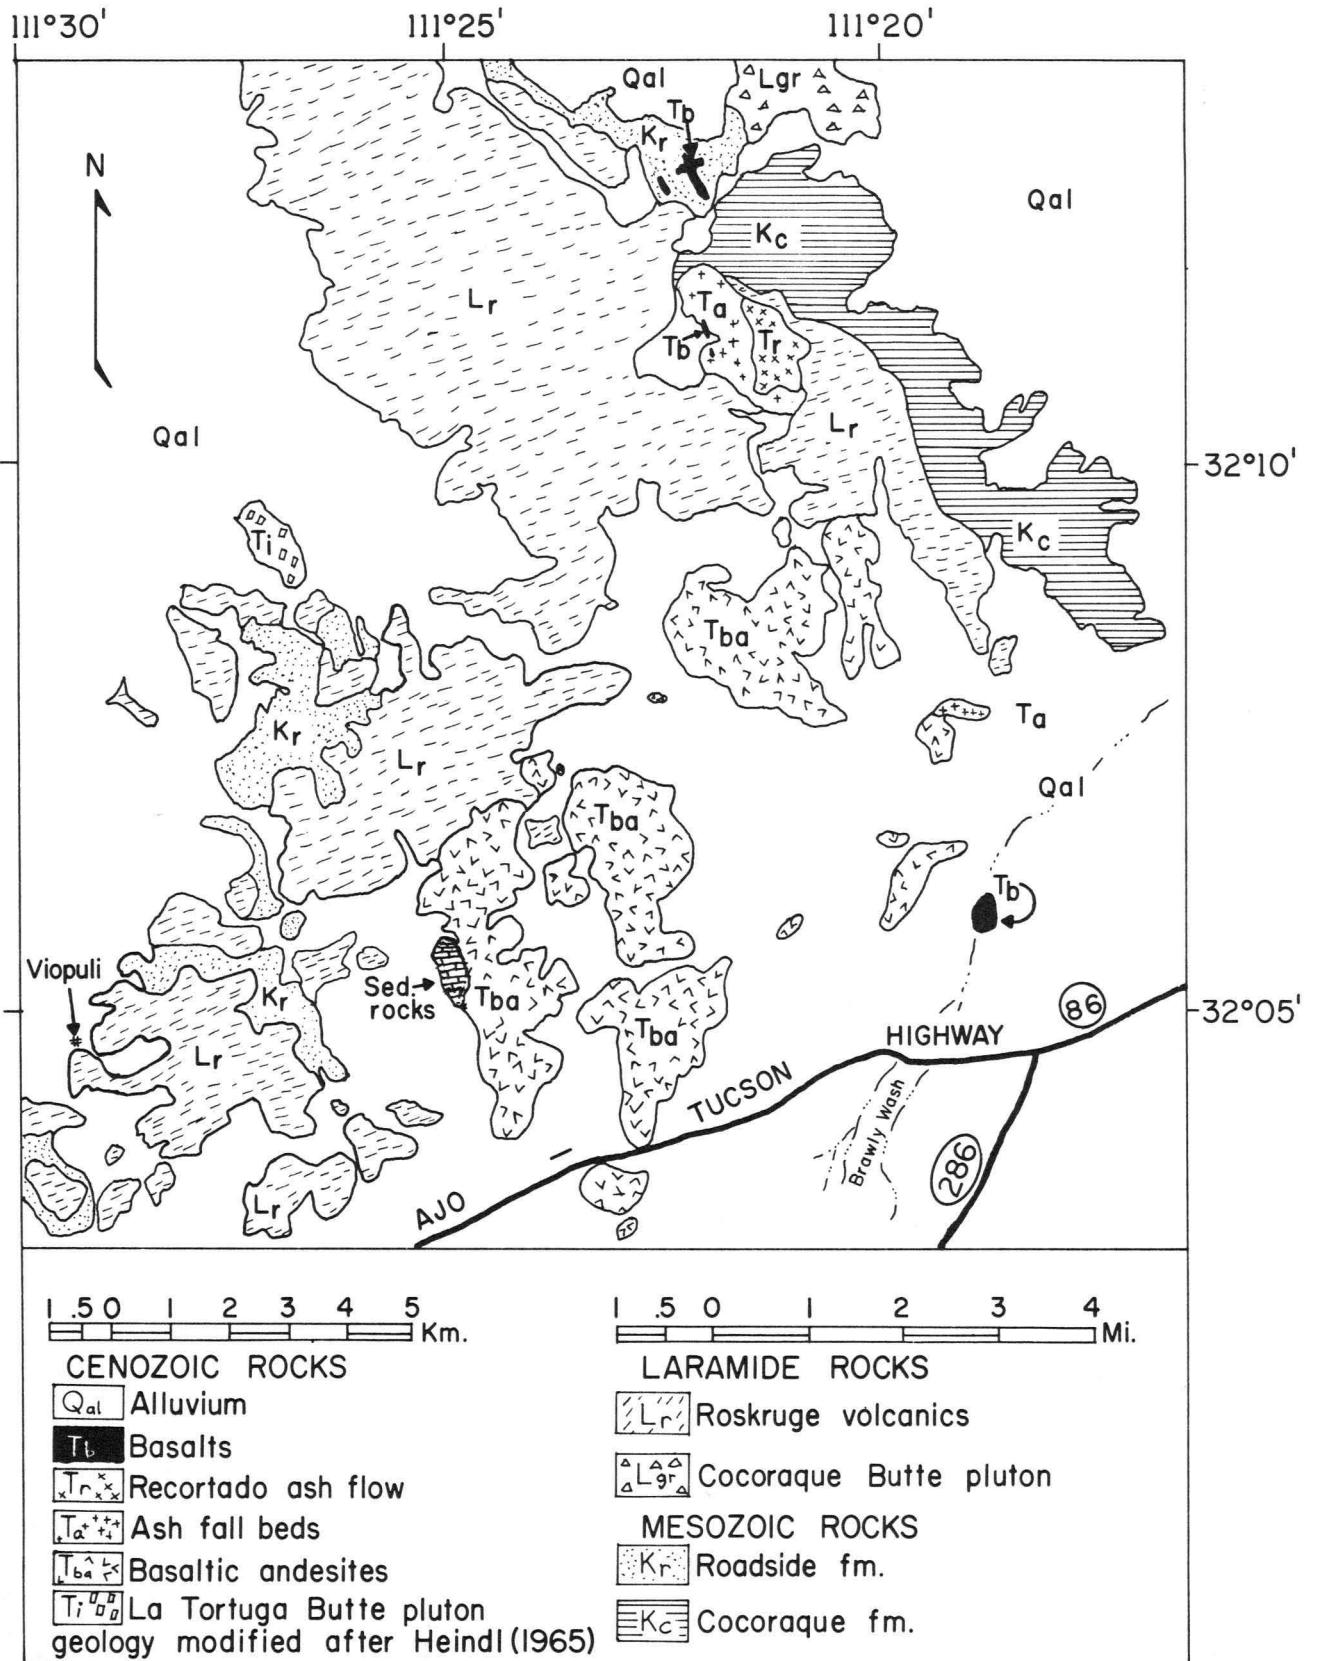 111°30' 111°25' 111°20'
Qal Lgr
Tb
Kr
N
Qal
Kc
Lr
Ta
Tb Tr
Lr
Qal
32°10'
Kc
Ti
Tba
Ta
Kr
Lr
Qal
Tba
Tb
Viopuli
Sed. rocks
Kr
Tba
Tba
Lr
32°05'
86
HIGHWAY
TUCSON
Brawly Wash
286
AJO
Lr
1 .5 0 1 2 3 4 5 Km.
1 .5 0 1 2 3 4 Mi.
CENOZOIC ROCKS
Qal Alluvium
Tb Basalts
Tr Recortado ash flow
Ta Ash fall beds
Tba Basaltic andesites
Ti La Tortuga Butte pluton
geology modified after Heindl (1965)
LARAMIDE ROCKS
Lr Roskruge volcanics
Lgr Cocoraque Butte pluton
MESOZOIC ROCKS
Kr Roadside fm.
Kc Cocoraque fm.